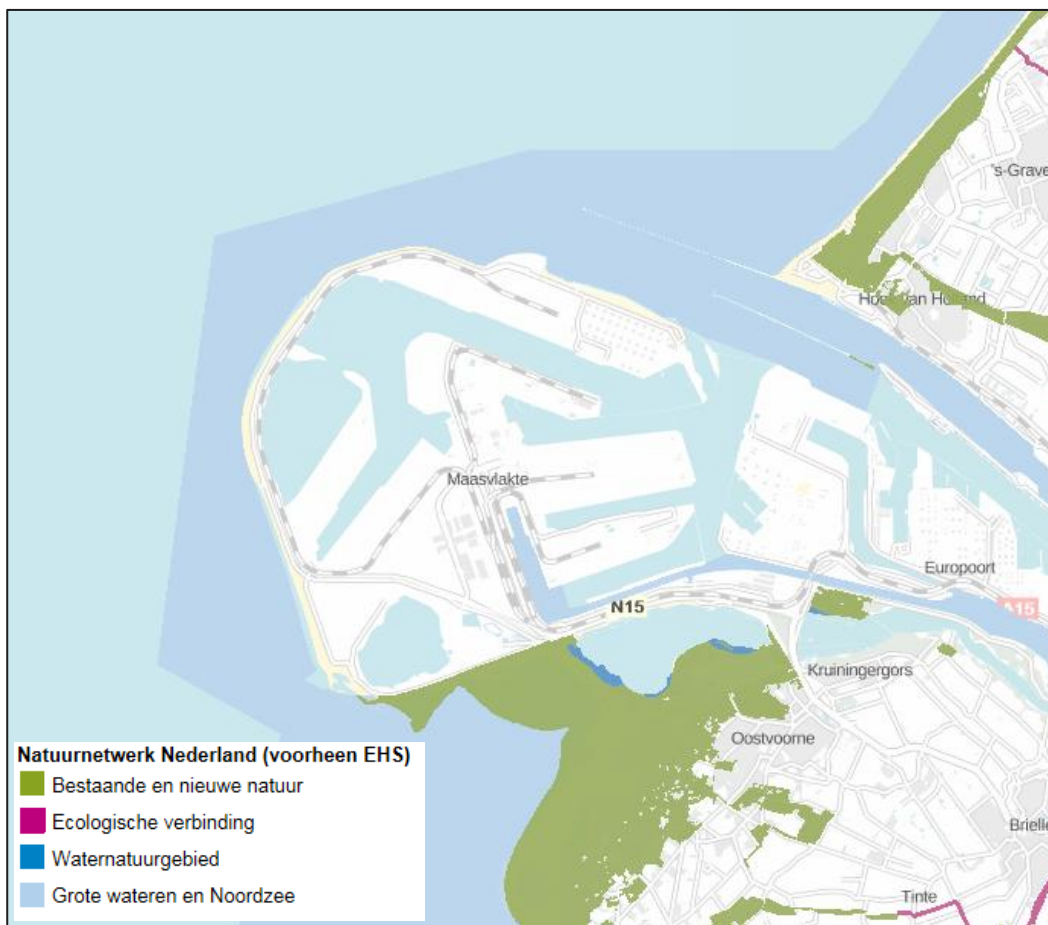 's-Grave
Hoek van Holland
Maasvlakte
Europoort
N15
A15
Kruiningergors
Oostvoorne
Brielle
Tinte
Natuurnetwerk Nederland (voorheen EHS)
Bestaande en nieuwe natuur
Ecologische verbinding
Waternatuurgebied
Grote wateren en Noordzee